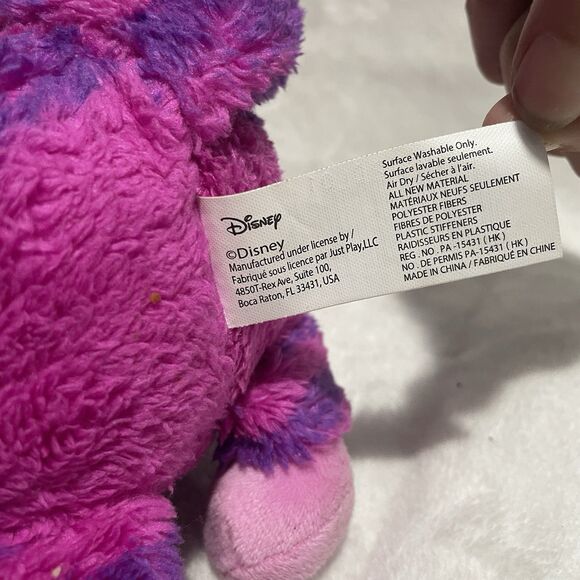 Disney
©Disney
Manufactured under license by /
Fabriqué sous licence par Just Play,LLC
4850T-Rex Ave, Suite 100,
Boca Raton, FL 33431, USA
Surface Washable Only.
Surface lavable seulement.
Air Dry / Sécher à l'air.
ALL NEW MATERIAL
MATÉRIAUX NEUFS SEULEMENT
POLYESTER FIBERS
FIBRES DE POLYESTER
PLASTIC STIFFENERS
RAIDISSEURS EN PLASTIQUE
REG . NO . PA -15431 ( HK )
NO . DE PERMIS PA -15431 ( HK )
MADE IN CHINA / FABRIQUÉ EN CHINE